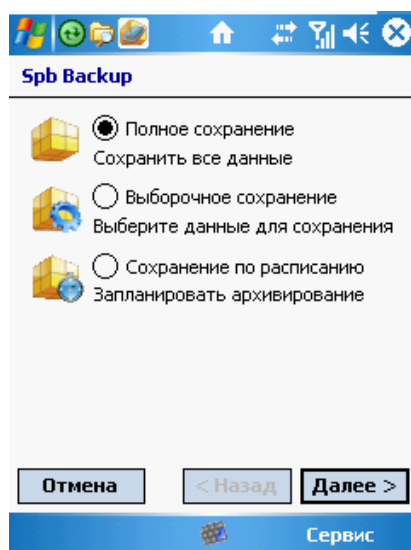 Spb Backup
Полное сохранение
Сохранить все данные
Выборочное сохранение
Выберите данные для сохранения
Сохранение по расписанию
Запланировать архивирование
Отмена
< Назад
Далее >
Сервис